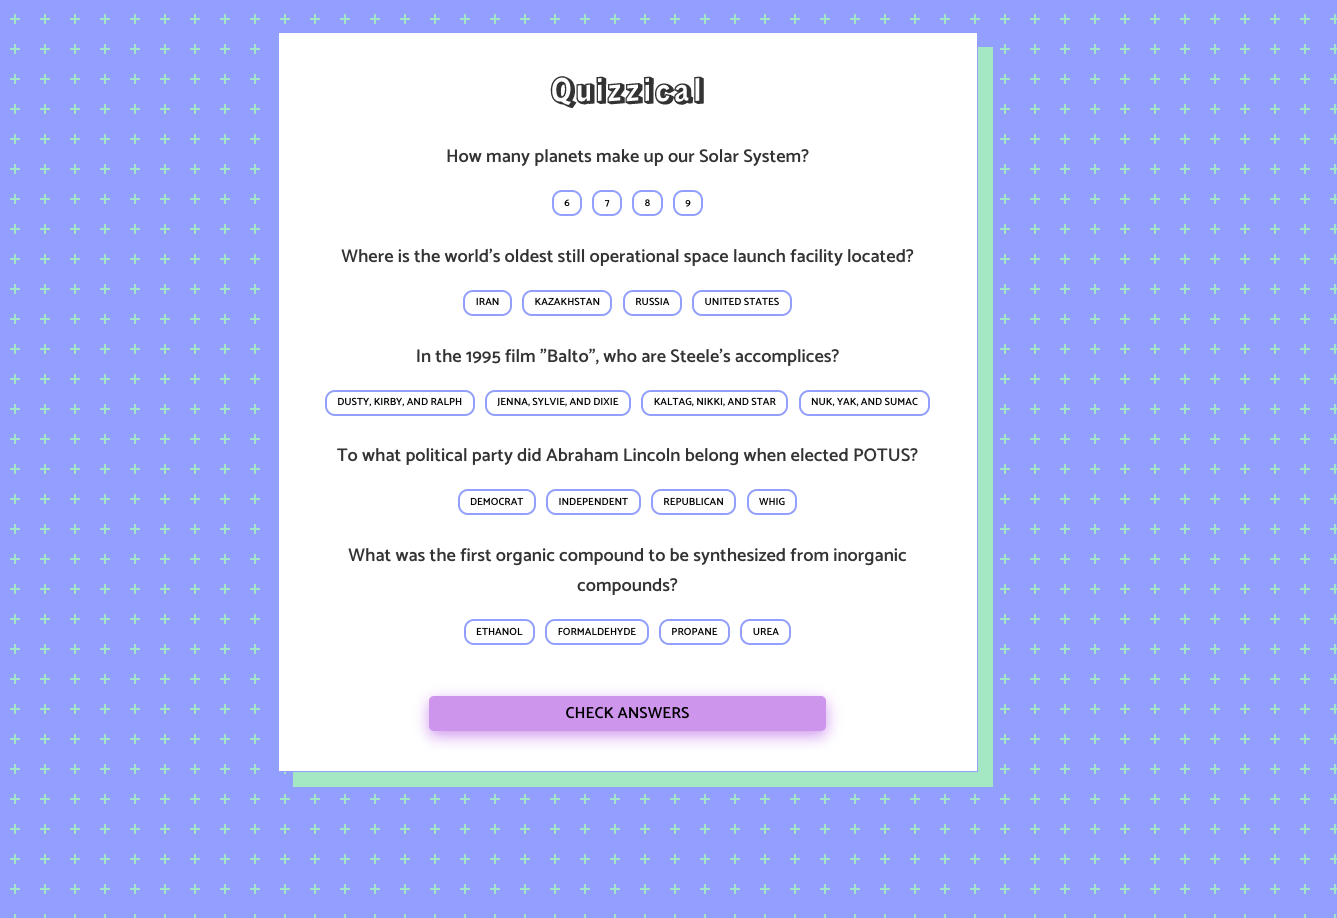 Quizzical
How many planets make up our Solar System?
6 7 8 9
Where is the world's oldest still operational space launch facility located?
IRAN KAZAKHSTAN RUSSIA UNITED STATES
In the 1995 film "Balto", who are Steele's accomplices?
DUSTY, KIRBY, AND RALPH JENNA, SYLVIE, AND DIXIE KALTAG, NIKKI, AND STAR NUK, YAK, AND SUMAC
To what political party did Abraham Lincoln belong when elected POTUS?
DEMOCRAT INDEPENDENT REPUBLICAN WHIG
What was the first organic compound to be synthesized from inorganic
compounds?
ETHANOL FORMALDEHYDE PROPANE UREA
CHECK ANSWERS